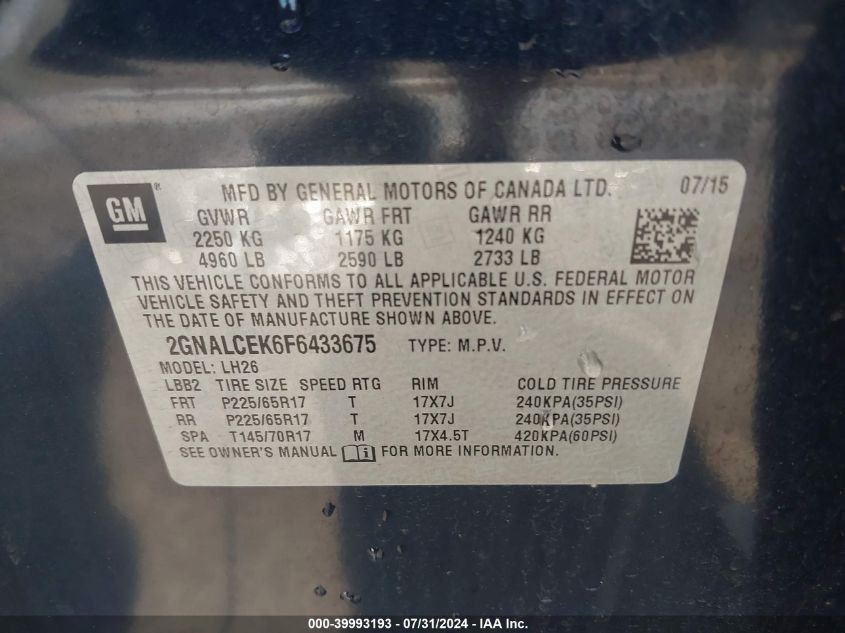 GM ® MFD BY GENERAL MOTORS OF CANADA LTD. 07/15
GVWR GAWR FRT GAWR RR
2250 KG 1175 KG 1240 KG
4960 LB 2590 LB 2733 LB
THIS VEHICLE CONFORMS TO ALL APPLICABLE U.S. FEDERAL MOTOR
VEHICLE SAFETY AND THEFT PREVENTION STANDARDS IN EFFECT ON
THE DATE OF MANUFACTURE SHOWN ABOVE.
2GNALCEK6F6433675 TYPE: M.P.V.
MODEL: LH26
LBB2 TIRE SIZE SPEED RTG RIM COLD TIRE PRESSURE
FRT P225/65R17 T 17X7J 240KPA(35PSI)
RR P225/65R17 T 17X7J 240KPA(35PSI)
SPA T145/70R17 M 17X4.5T 420KPA(60PSI)
SEE OWNER'S MANUAL i FOR MORE INFORMATION.
000-39993193 - 07/31/2024 - IAA Inc.